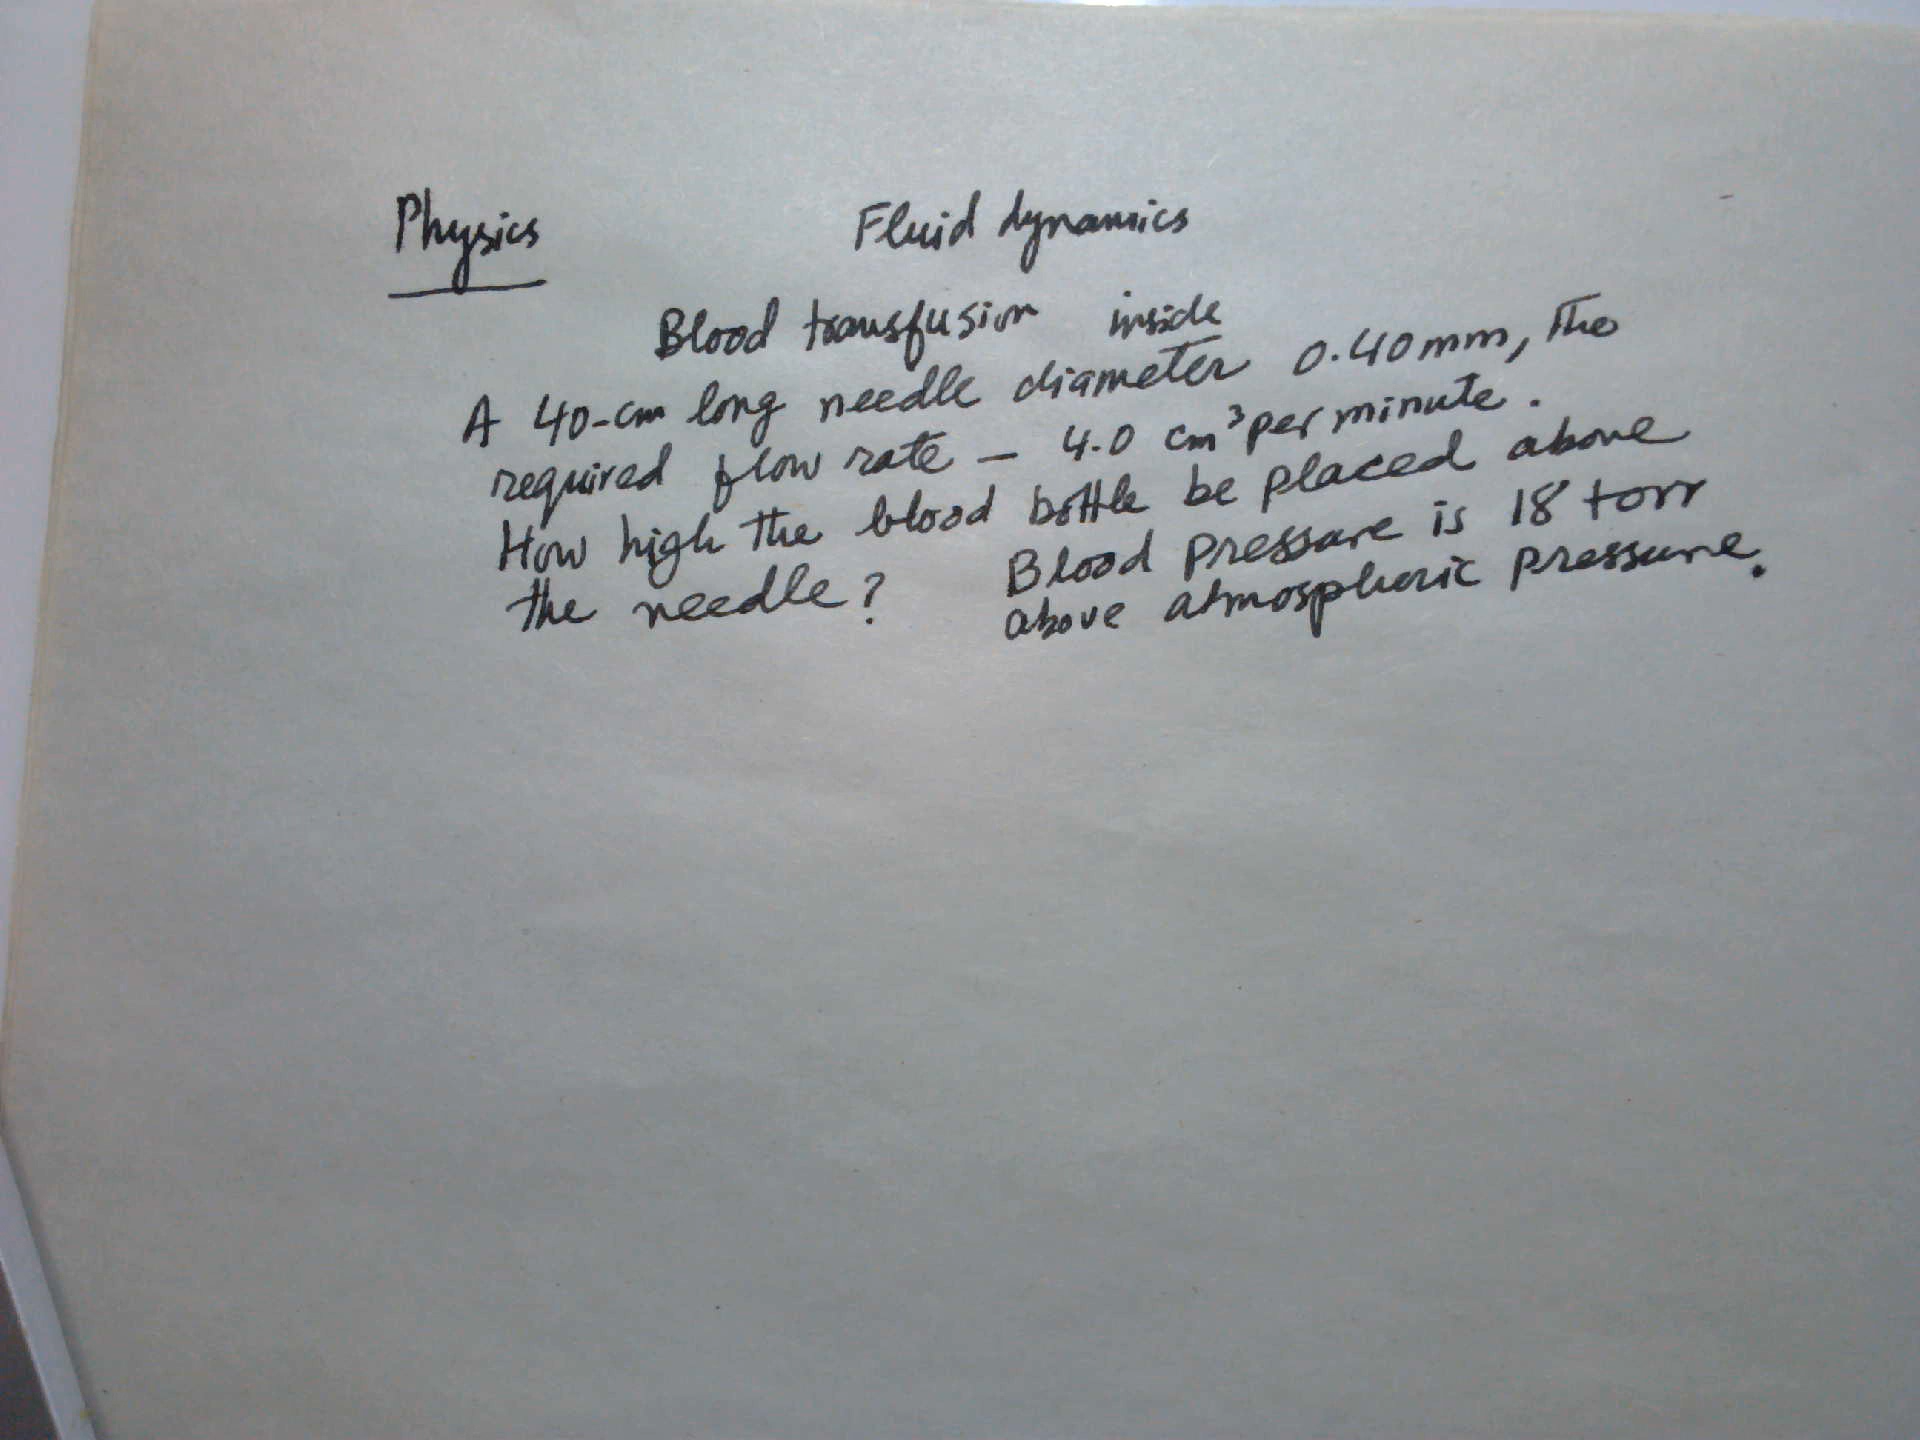 Physics Fluid dynamics
Blood transfusion inside
A 40-cm long needle diameter 0.40mm, The
required flow rate - 4.0 cm³ per minute.
How high the blood bottle be placed above
the needle? Blood pressure is 18 torr
above atmospheric pressure.